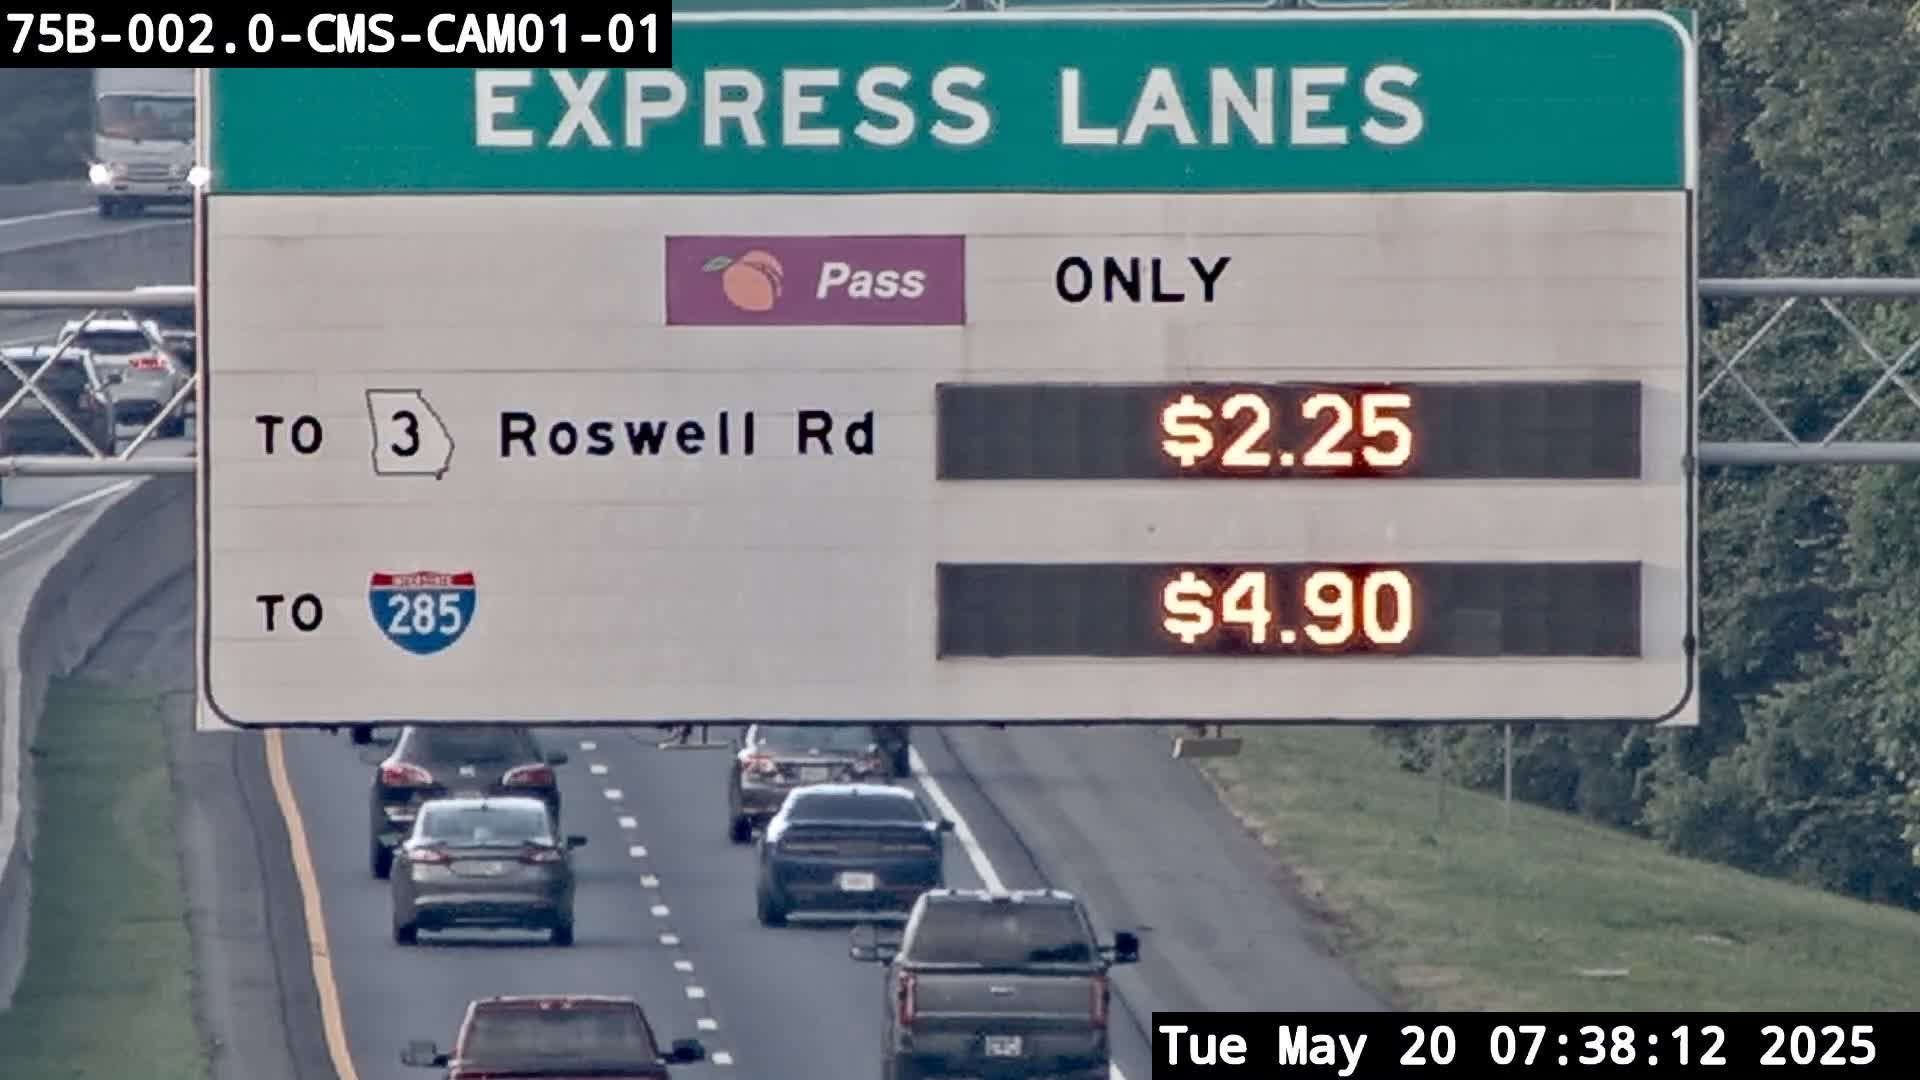 75B-002.0-CMS-CAM01-01
EXPRESS LANES
Pass ONLY
TO 3 Roswell Rd $2.25
INTERSTATE
TO 285 $4.90
Tue May 20 07:38:12 2025